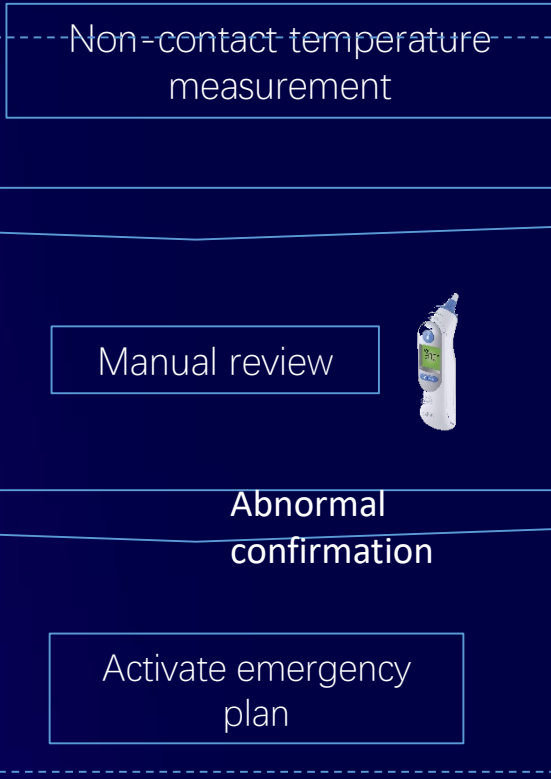 Non-contact temperature
measurement
Manual review
Abnormal
confirmation
Activate emergency
plan